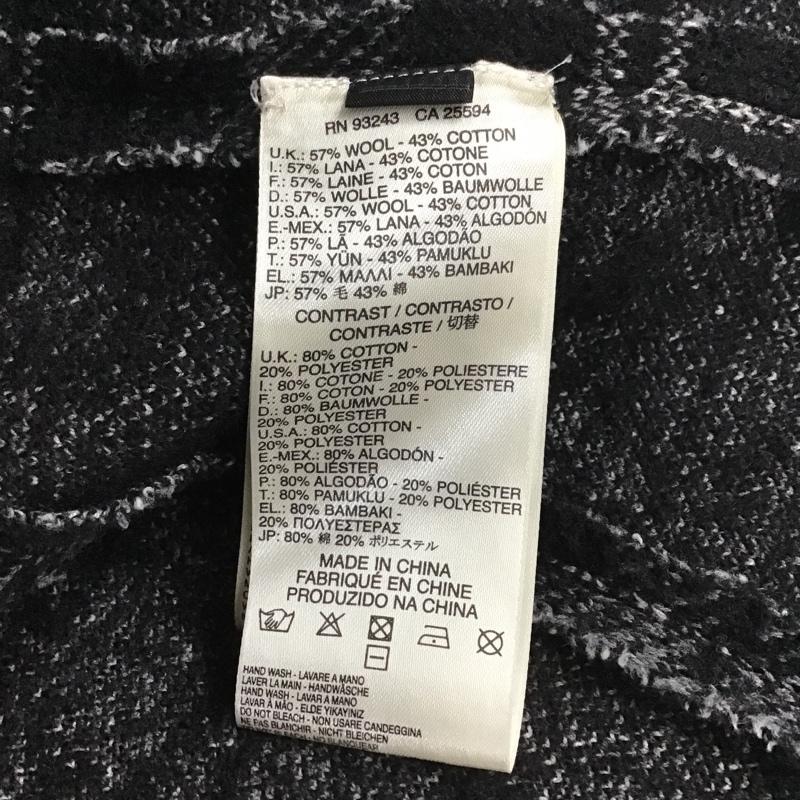 RN 93243 CA 25594
U.K.: 57% WOOL - 43% COTTON
I.: 57% LANA - 43% COTONE
F.: 57% LAINE - 43% COTON
D.: 57% WOLLE - 43% BAUMWOLLE
U.S.A.: 57% WOOL - 43% COTTON
E.-MEX.: 57% LANA - 43% ALGODÓN
P.: 57% LÃ - 43% ALGODÃO
T.: 57% YÜN - 43% PAMUKLU
EL.: 57% ΜΑΛΛΙ - 43% ΒΑΜΒΑΚΙ
JP: 57% 毛 43% 綿
CONTRAST / CONTRASTO /
CONTRASTE / 切替
U.K.: 80% COTTON -
20% POLYESTER
I.: 80% COTONE - 20% POLIESTERE
F.: 80% COTON - 20% POLYESTER
D.: 80% BAUMWOLLE -
20% POLYESTER
U.S.A.: 80% COTTON -
20% POLYESTER
E.-MEX.: 80% ALGODÓN -
20% POLIÉSTER
P.: 80% ALGODÃO - 20% POLIÉSTER
T.: 80% PAMUKLU - 20% POLYESTER
EL.: 80% ΒΑΜΒΑΚΙ -
20% ΠΟΛΥΕΣΤΕΡΑΣ
JP: 80% 綿 20% ポリエステル
MADE IN CHINA
FABRIQUÉ EN CHINE
PRODUZIDO NA CHINA
HAND WASH - LAVARE A MANO
LAVER LA MAIN - HANDWÄSCHE
HAND WASH - LAVAR A MANO
LAVAR À MÃO - ELDE YIKAYINIZ
DO NOT BLEACH - NON USARE CANDEGGINA
NE PAS BLANCHIR - NICHT BLEICHEN
DO NOT BLEACH - NO BLANQUEAR